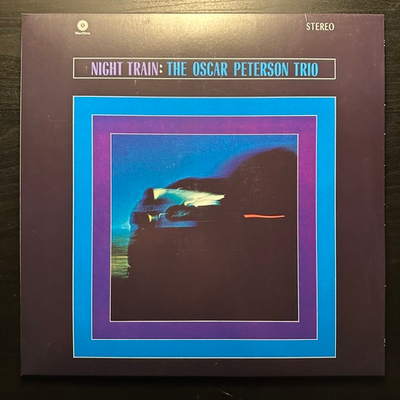 STEREO
NIGHT TRAIN: THE OSCAR PETERSON TRIO